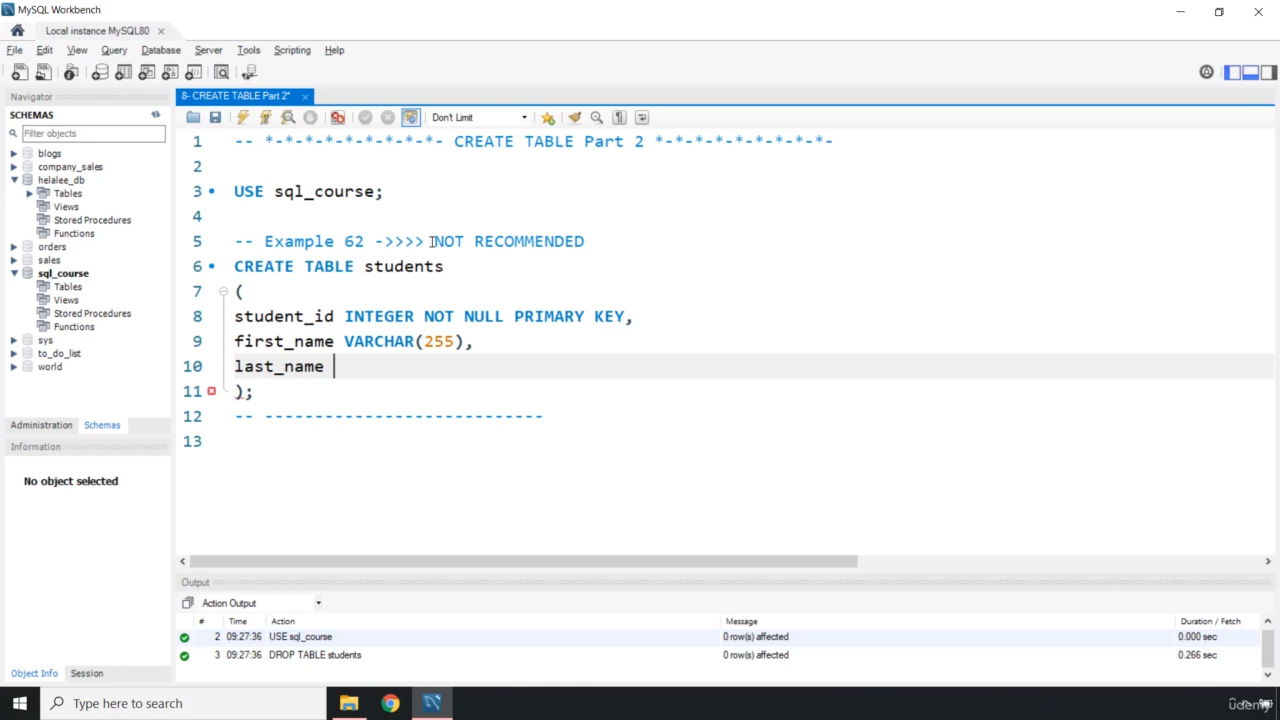 MySQL Workbench
Local instance MySQL80
File Edit View Query Database Server Tools Scripting Help
Navigator
SCHEMAS
Filter objects
blogs
company_sales
helalee_db
Tables
Views
Stored Procedures
Functions
orders
sales
sql_course
Tables
Views
Stored Procedures
Functions
sys
to_do_list
world
Administration Schemas
Information
No object selected
Object Info Session
8- CREATE TABLE Part 2*
Don't Limit
1 -- *-*-*-*-*-*-*-*-*- CREATE TABLE Part 2 *-*-*-*-*-*-*-*-*-
2
3 USE sql_course;
4
5 -- Example 62 ->>>> NOT RECOMMENDED
6 CREATE TABLE students
7 (
8 student_id INTEGER NOT NULL PRIMARY KEY,
9 first_name VARCHAR(255),
10 last_name
11 );
12 -- ----------------------------
13
Output
Action Output
# Time Action Message Duration / Fetch
2 09:27:36 USE sql_course 0 row(s) affected 0.000 sec
3 09:27:36 DROP TABLE students 0 row(s) affected 0.266 sec
Type here to search
udemy